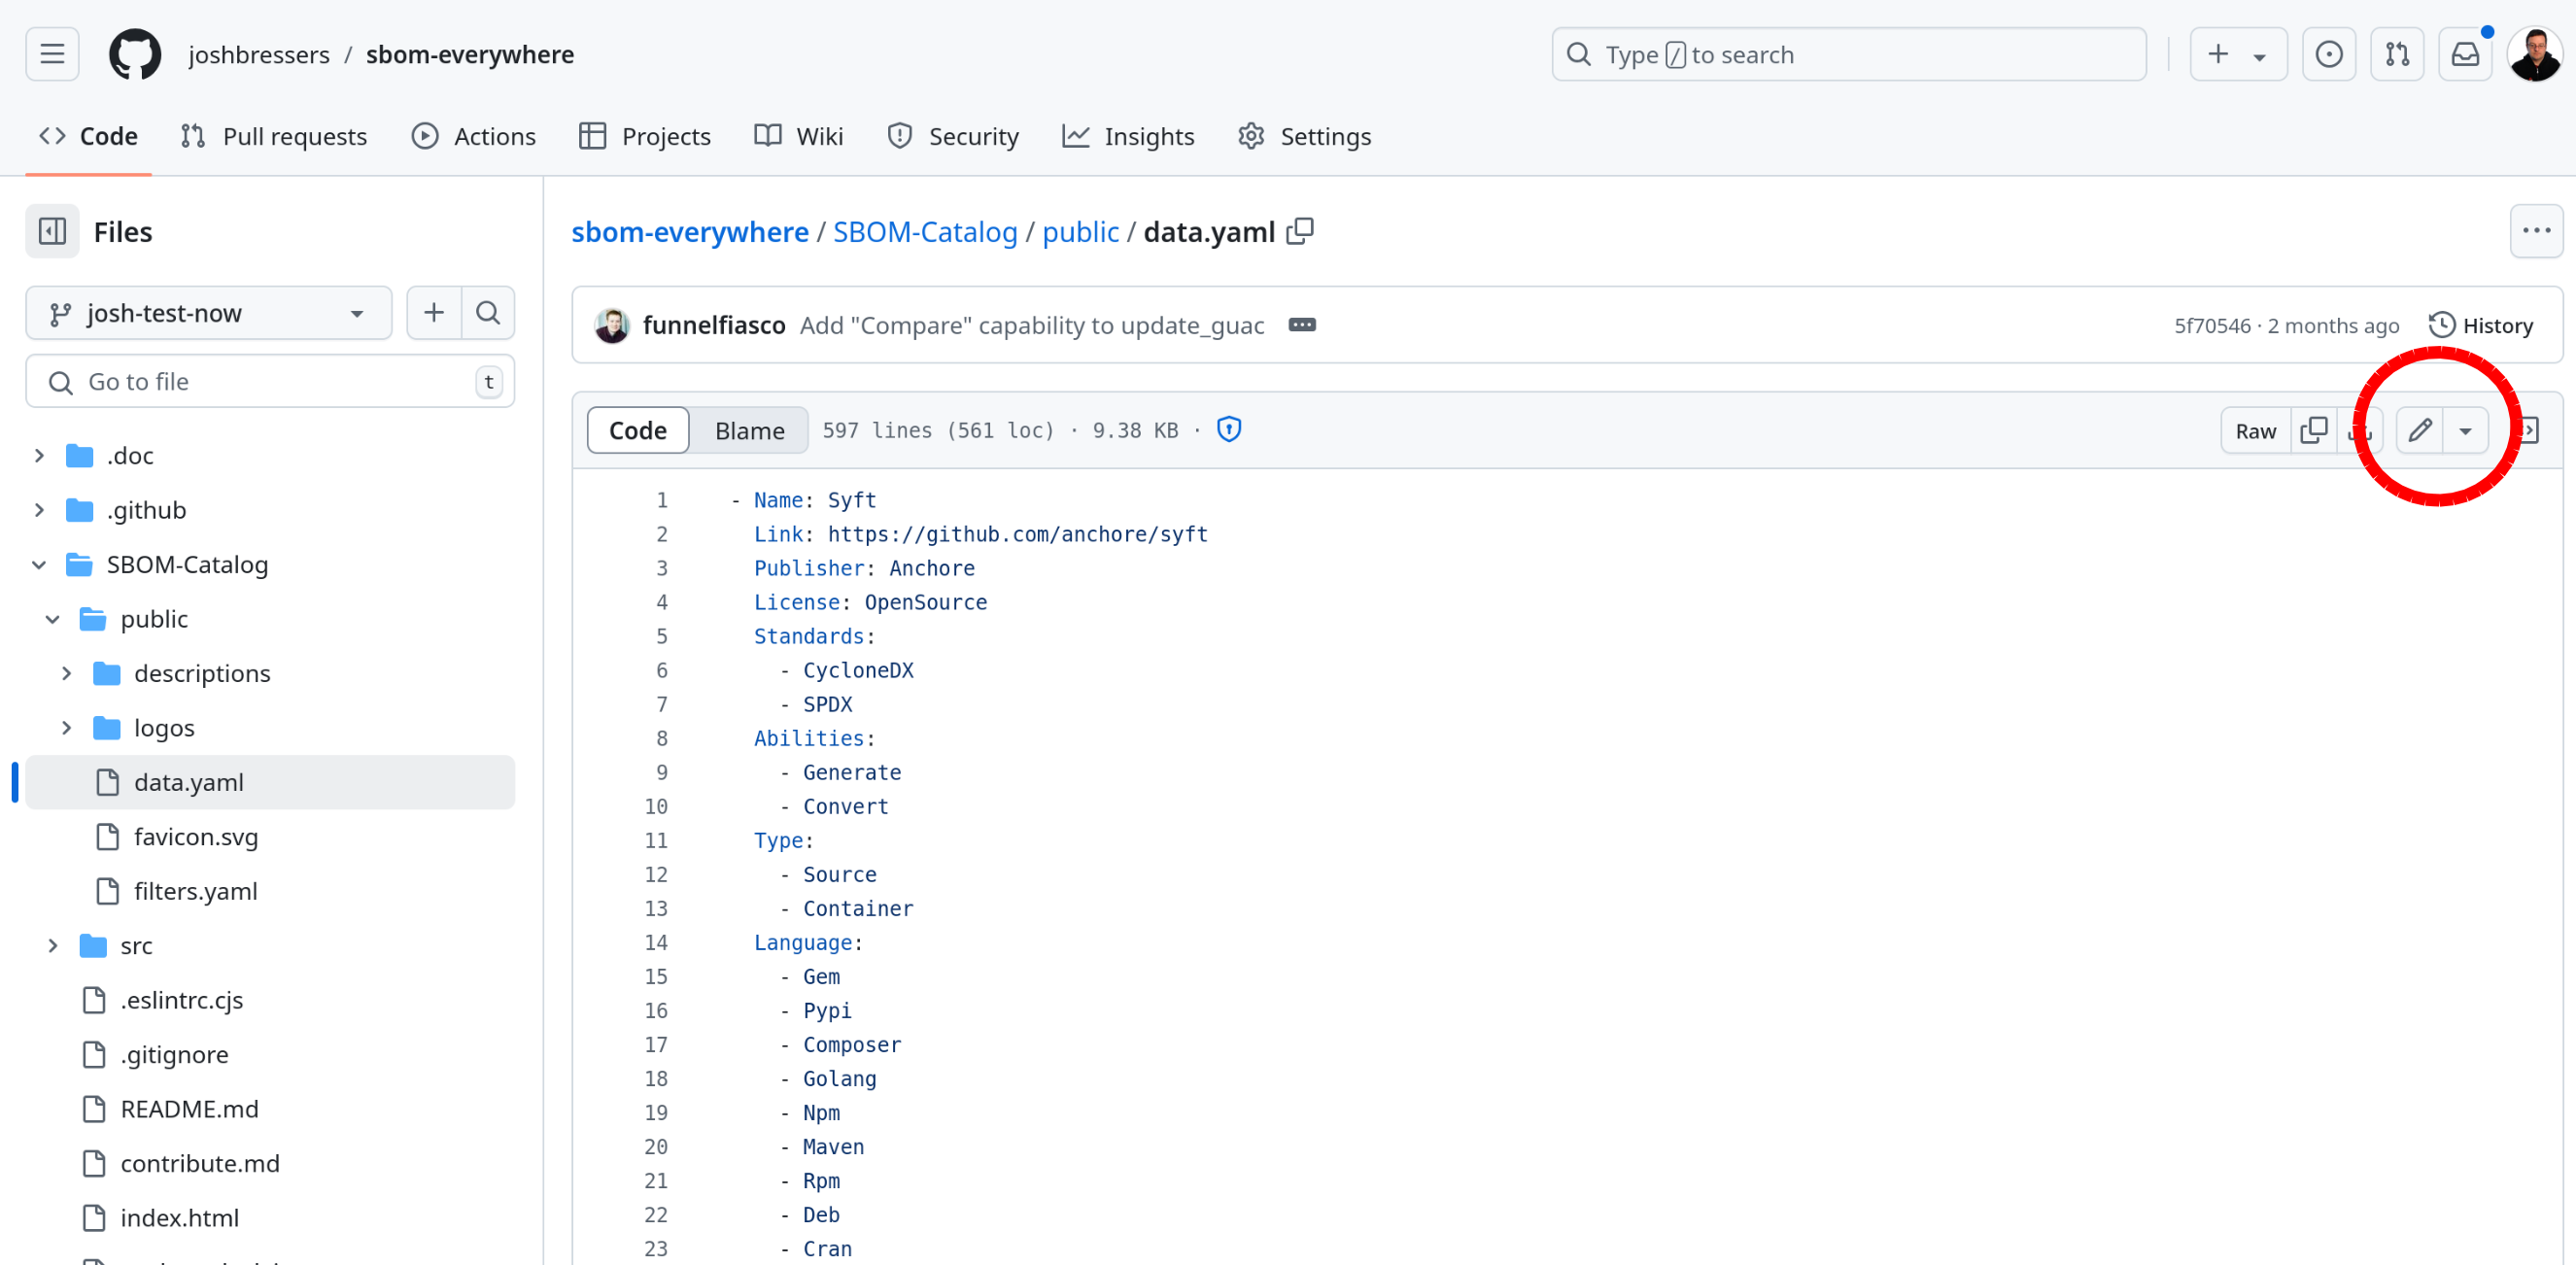 joshbressers / sbom-everywhere
Type / to search
Code Pull requests Actions Projects Wiki Security Insights Settings
Files
josh-test-now
Go to file t
.doc
.github
SBOM-Catalog
public
descriptions
logos
data.yaml
favicon.svg
filters.yaml
src
.eslintrc.cjs
.gitignore
README.md
contribute.md
index.html
sbom-everywhere / SBOM-Catalog / public / data.yaml
funnelfiasco Add "Compare" capability to update_guac
5f70546 · 2 months ago History
Code Blame 597 lines (561 loc) · 9.38 KB · Raw
1 - Name: Syft
2 Link: https://github.com/anchore/syft
3 Publisher: Anchore
4 License: OpenSource
5 Standards:
6 - CycloneDX
7 - SPDX
8 Abilities:
9 - Generate
10 - Convert
11 Type:
12 - Source
13 - Container
14 Language:
15 - Gem
16 - Pypi
17 - Composer
18 - Golang
19 - Npm
20 - Maven
21 - Rpm
22 - Deb
23 - Cran